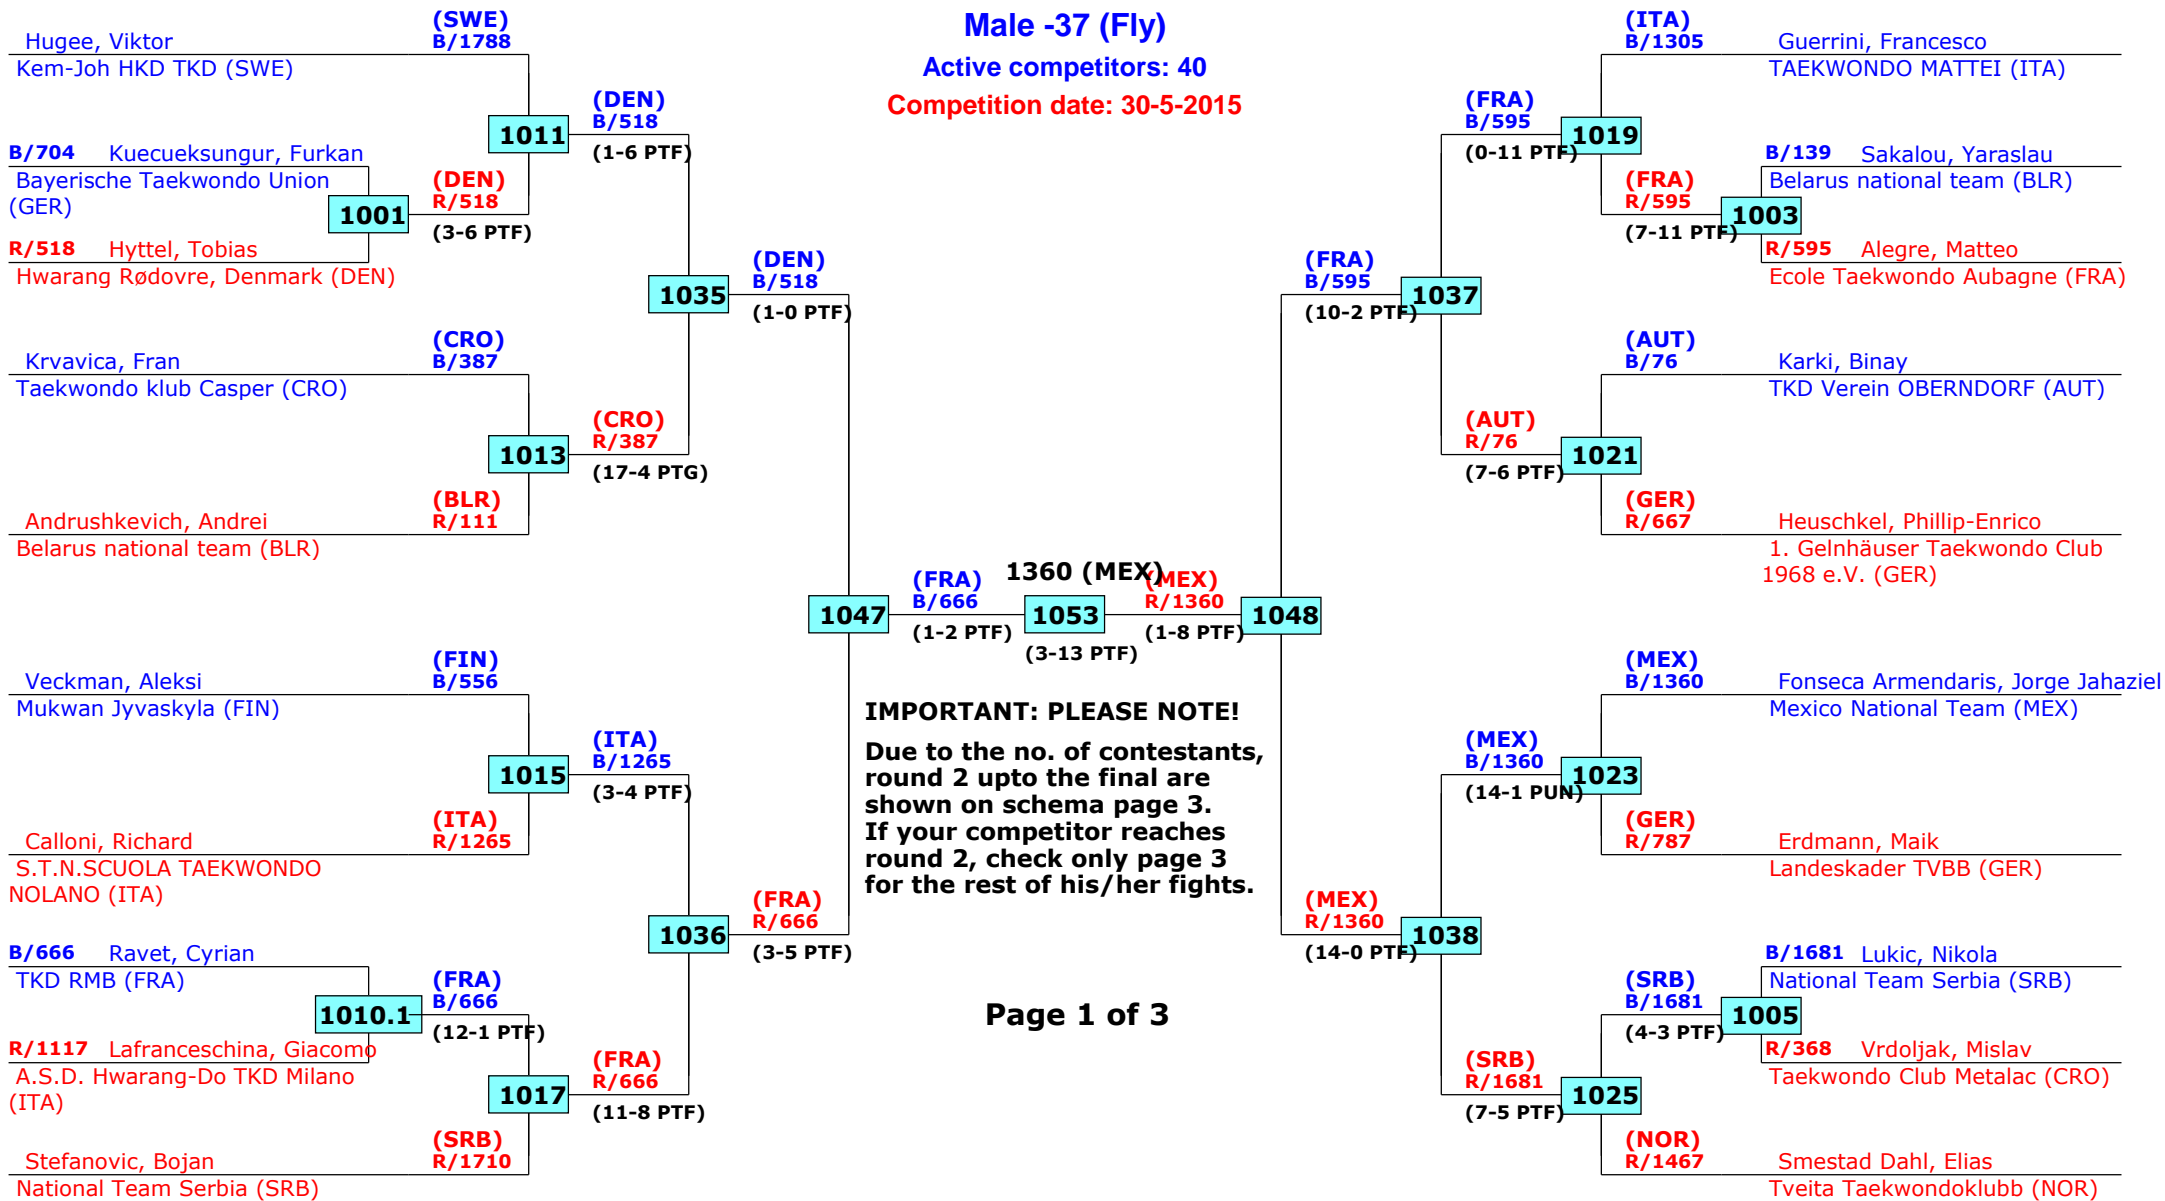 Male -37 (Fly)
Active competitors: 40
Competition date: 30-5-2015
(SWE)
Hugee, Viktor B/1788
Kem-Joh HKD TKD (SWE)
1011
(DEN)
B/518
(1-6 PTF)
B/704 Kuecueksungur, Furkan
Bayerische Taekwondo Union
(GER)
1001
(DEN)
R/518
(3-6 PTF)
R/518 Hyttel, Tobias
Hwarang Rødovre, Denmark (DEN)
1035
(DEN)
B/518
(1-0 PTF)
(CRO)
Krvavica, Fran B/387
Taekwondo klub Casper (CRO)
1013
(CRO)
R/387
(17-4 PTG)
(BLR)
Andrushkevich, Andrei R/111
Belarus national team (BLR)
1047
(FRA)
B/666
(1-2 PTF)
1360 (MEX)
1053
(3-13 PTF)
(MEX)
R/1360
(1-8 PTF)
1048
(FIN)
Veckman, Aleksi B/556
Mukwan Jyvaskyla (FIN)
1015
(ITA)
B/1265
(3-4 PTF)
(ITA)
Calloni, Richard R/1265
S.T.N.SCUOLA TAEKWONDO
NOLANO (ITA)
1036
(FRA)
R/666
(3-5 PTF)
B/666 Ravet, Cyrian
TKD RMB (FRA)
1010.1
(FRA)
B/666
(12-1 PTF)
R/1117 Lafranceschina, Giacomo
A.S.D. Hwarang-Do TKD Milano
(ITA)
1017
(FRA)
R/666
(11-8 PTF)
(SRB)
Stefanovic, Bojan R/1710
National Team Serbia (SRB)
IMPORTANT: PLEASE NOTE!
Due to the no. of contestants,
round 2 upto the final are
shown on schema page 3.
If your competitor reaches
round 2, check only page 3
for the rest of his/her fights.
Page 1 of 3
(ITA)
B/1305 Guerrini, Francesco
TAEKWONDO MATTEI (ITA)
(FRA)
B/595
(0-11 PTF)
1019
B/139 Sakalou, Yaraslau
Belarus national team (BLR)
(FRA)
R/595
(7-11 PTF)
1003
R/595 Alegre, Matteo
Ecole Taekwondo Aubagne (FRA)
(FRA)
B/595
(10-2 PTF)
1037
(AUT)
B/76 Karki, Binay
TKD Verein OBERNDORF (AUT)
(AUT)
R/76
(7-6 PTF)
1021
(GER)
R/667 Heuschkel, Phillip-Enrico
1. Gelnhäuser Taekwondo Club
1968 e.V. (GER)
(MEX)
B/1360 Fonseca Armendaris, Jorge Jahaziel
Mexico National Team (MEX)
(MEX)
B/1360
(14-1 PUN)
1023
(GER)
R/787 Erdmann, Maik
Landeskader TVBB (GER)
(MEX)
R/1360
(14-0 PTF)
1038
B/1681 Lukic, Nikola
National Team Serbia (SRB)
(SRB)
B/1681
(4-3 PTF)
1005
R/368 Vrdoljak, Mislav
Taekwondo Club Metalac (CRO)
(SRB)
R/1681
(7-5 PTF)
1025
(NOR)
R/1467 Smestad Dahl, Elias
Tveita Taekwondoklubb (NOR)